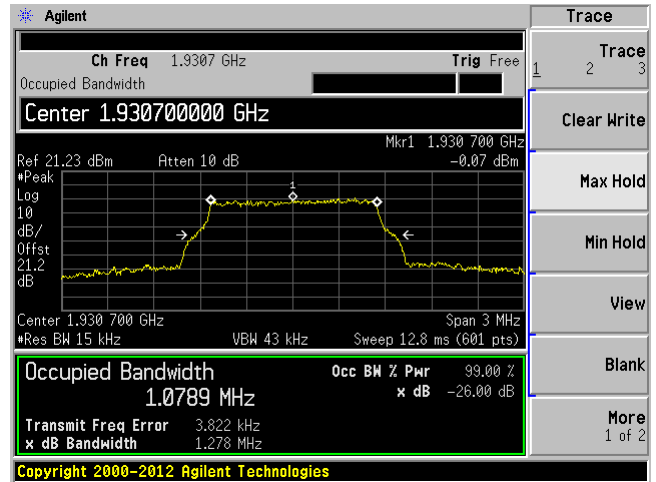 Agilent
Trace
Ch Freq 1.9307 GHz Trig Free
Occupied Bandwidth
Center 1.930700000 GHz
Mkr1 1.930 700 GHz
Ref 21.23 dBm Atten 10 dB -0.07 dBm
#Peak
Log
10
dB/
Offst
21.2
dB
1
Center 1.930 700 GHz Span 3 MHz
#Res BW 15 kHz VBW 43 kHz Sweep 12.8 ms (601 pts)
Occupied Bandwidth
1.0789 MHz
Occ BW % Pwr 99.00 %
x dB -26.00 dB
Transmit Freq Error 3.822 kHz
x dB Bandwidth 1.278 MHz
Copyright 2000-2012 Agilent Technologies
Trace
1 2 3
Clear Write
Max Hold
Min Hold
View
Blank
More
1 of 2